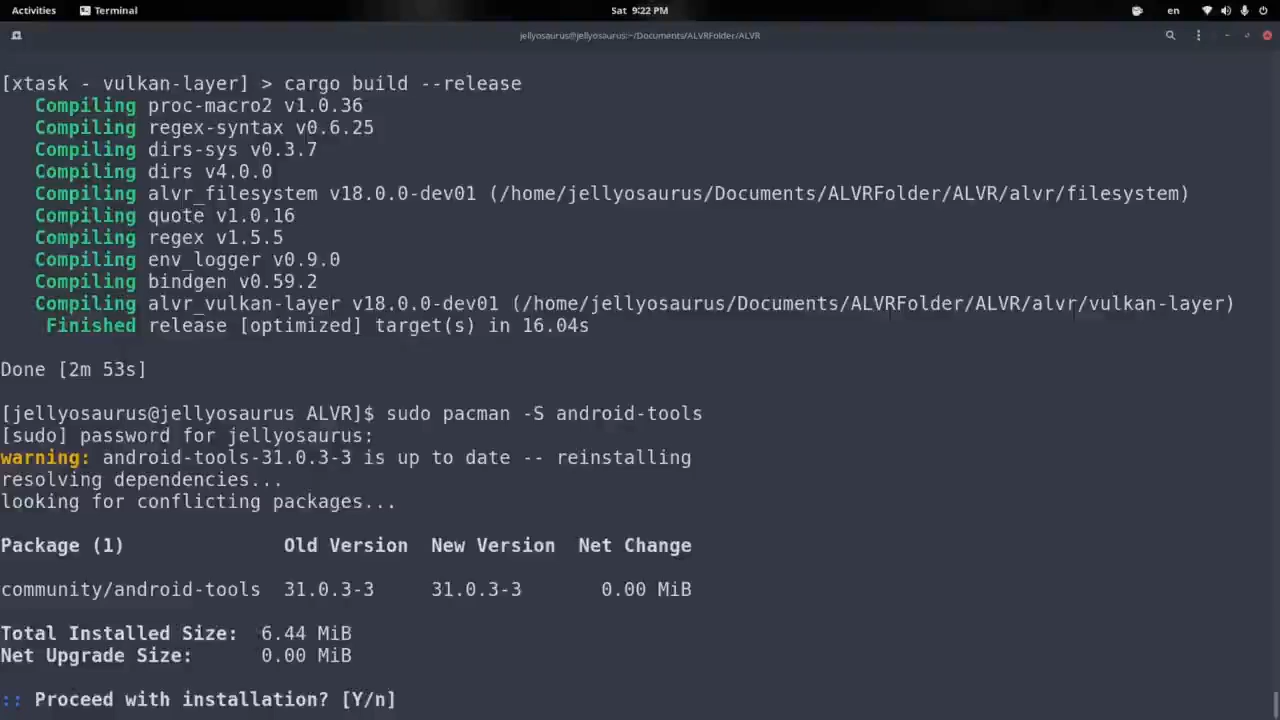 Activities Terminal Sat 9:22 PM en
jellyosaurus@jellyosaurus:~/Documents/ALVRFolder/ALVR
[xtask - vulkan-layer] > cargo build --release
Compiling proc-macro2 v1.0.36
Compiling regex-syntax v0.6.25
Compiling dirs-sys v0.3.7
Compiling dirs v4.0.0
Compiling alvr_filesystem v18.0.0-dev01 (/home/jellyosaurus/Documents/ALVRFolder/ALVR/alvr/filesystem)
Compiling quote v1.0.16
Compiling regex v1.5.5
Compiling env_logger v0.9.0
Compiling bindgen v0.59.2
Compiling alvr_vulkan-layer v18.0.0-dev01 (/home/jellyosaurus/Documents/ALVRFolder/ALVR/alvr/vulkan-layer)
Finished release [optimized] target(s) in 16.04s
Done [2m 53s]
[jellyosaurus@jellyosaurus ALVR]$ sudo pacman -S android-tools
[sudo] password for jellyosaurus:
warning: android-tools-31.0.3-3 is up to date -- reinstalling
resolving dependencies...
looking for conflicting packages...
Package (1) Old Version New Version Net Change
community/android-tools 31.0.3-3 31.0.3-3 0.00 MiB
Total Installed Size: 6.44 MiB
Net Upgrade Size: 0.00 MiB
:: Proceed with installation? [Y/n]